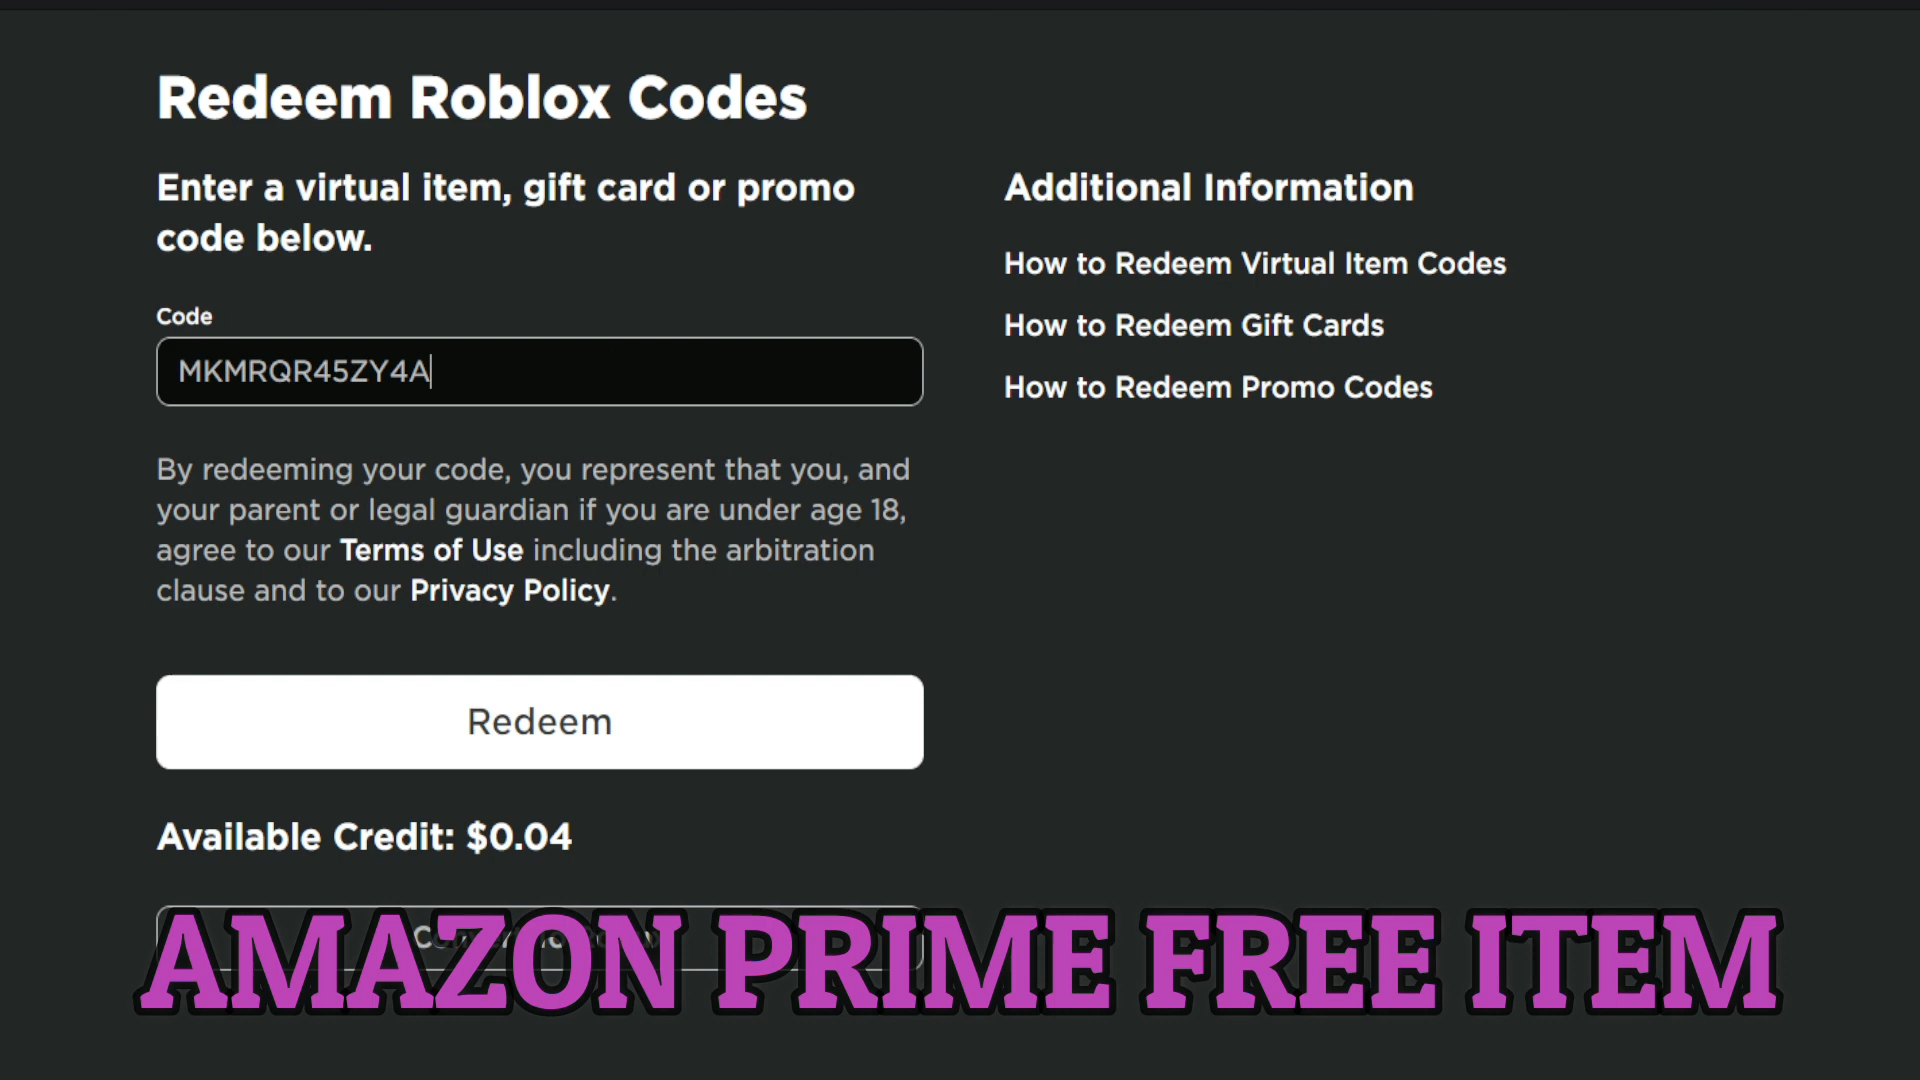 Redeem Roblox Codes
Enter a virtual item, gift card or promo
code below.
Code
MKMRQR45ZY4A
By redeeming your code, you represent that you, and
your parent or legal guardian if you are under age 18,
agree to our Terms of Use including the arbitration
clause and to our Privacy Policy.
Redeem
Available Credit: $0.04
Additional Information
How to Redeem Virtual Item Codes
How to Redeem Gift Cards
How to Redeem Promo Codes
AMAZON PRIME FREE ITEM